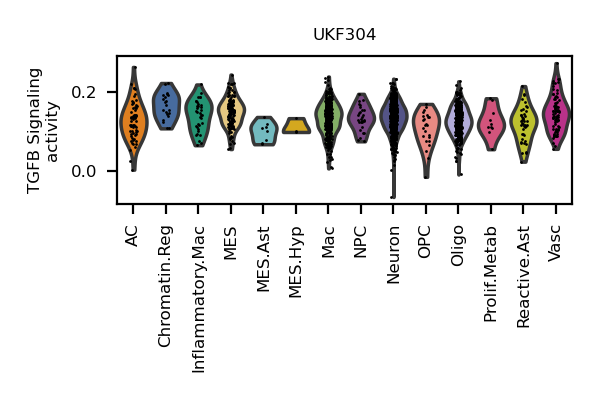 UKF304
TGFB Signaling
activity
0.2
0.0
AC
Chromatin.Reg
Inflammatory.Mac
MES
MES.Ast
MES.Hyp
Mac
NPC
Neuron
OPC
Oligo
Prolif.Metab
Reactive.Ast
Vasc